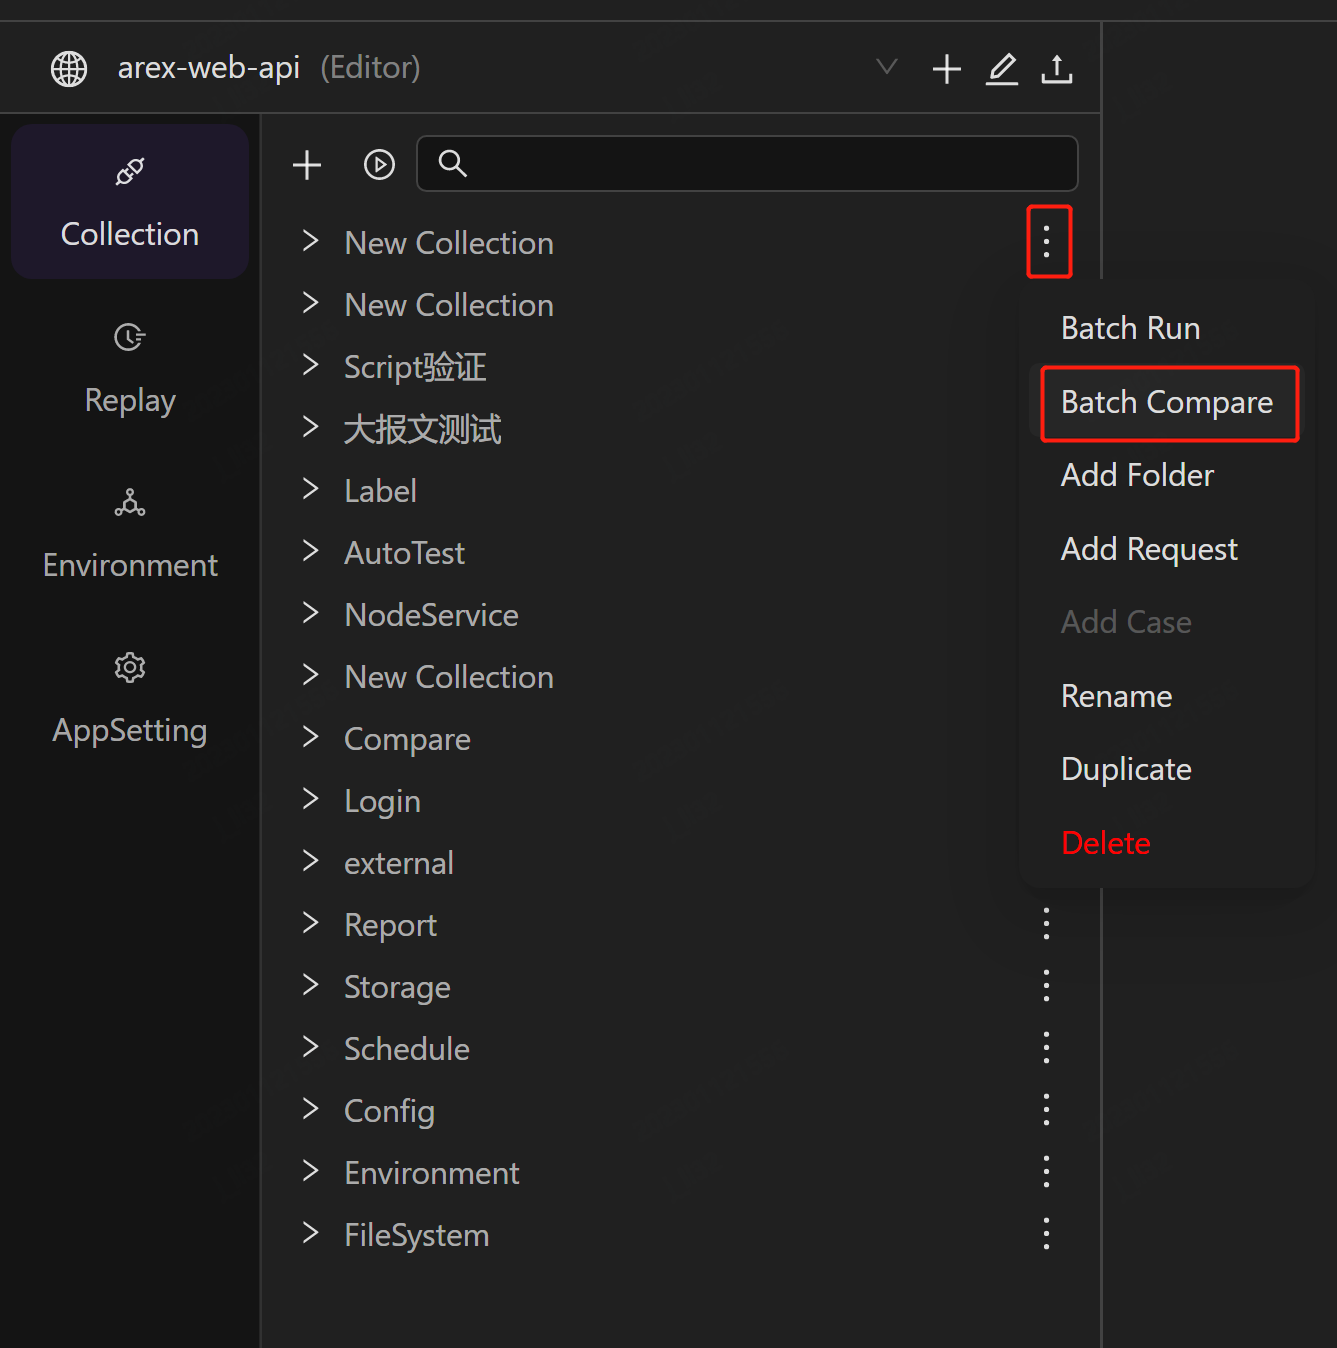 arex-web-api (Editor)
Collection
Replay
Environment
AppSetting
New Collection
New Collection
Script验证
大报文测试
Label
AutoTest
NodeService
New Collection
Compare
Login
external
Report
Storage
Schedule
Config
Environment
FileSystem
Batch Run
Batch Compare
Add Folder
Add Request
Add Case
Rename
Duplicate
Delete